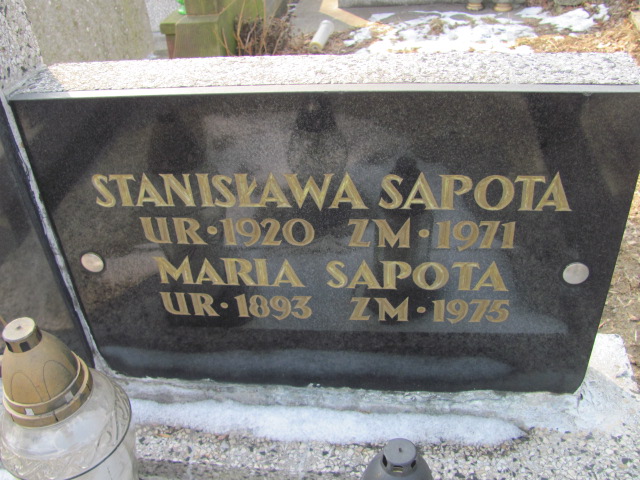 STANISŁAWA SAPOTA
UR·1920 ZM·1971
MARIA SAPOTA
UR·1893 ZM·1975